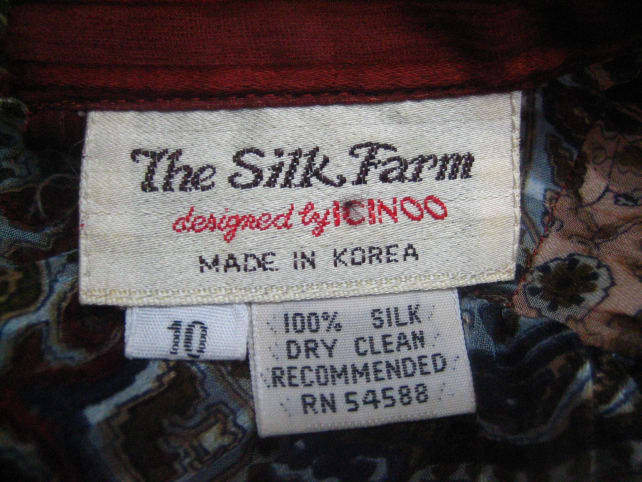 The Silk Farm
designed by ICINOO
MADE IN KOREA
10
100% SILK
DRY CLEAN
RECOMMENDED
RN 54588